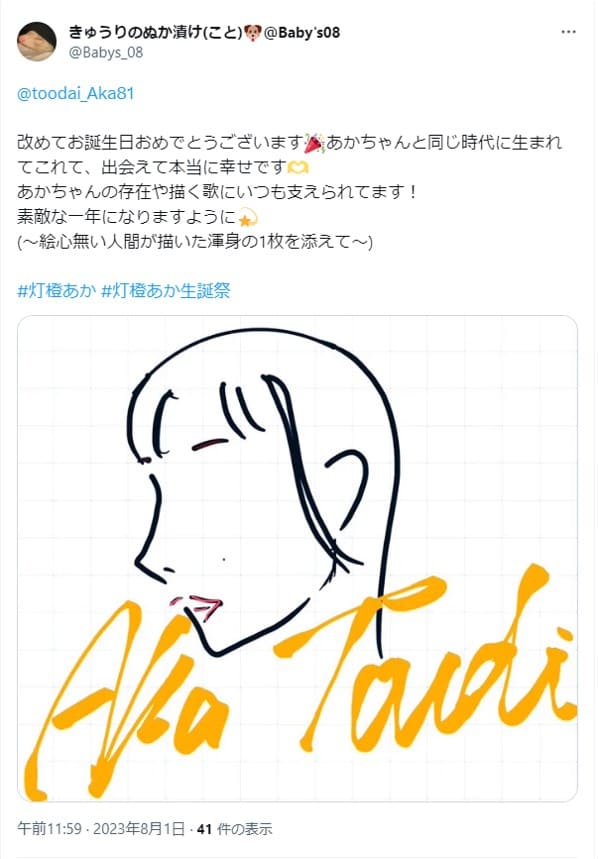 きゅうりのぬか漬け(こと)🐶@Baby's08
@Babys_08
@toodai_Aka81
改めてお誕生日おめでとうございます🎉あかちゃんと同じ時代に生まれ
てこれて、出会えて本当に幸せです🫶
あかちゃんの存在や描く歌にいつも支えられてます！
素敵な一年になりますように💫
(〜絵心無い人間が描いた渾身の1枚を添えて〜)
#灯橙あか #灯橙あか生誕祭
Aka Taodi
午前11:59 · 2023年8月1日 · 41 件の表示